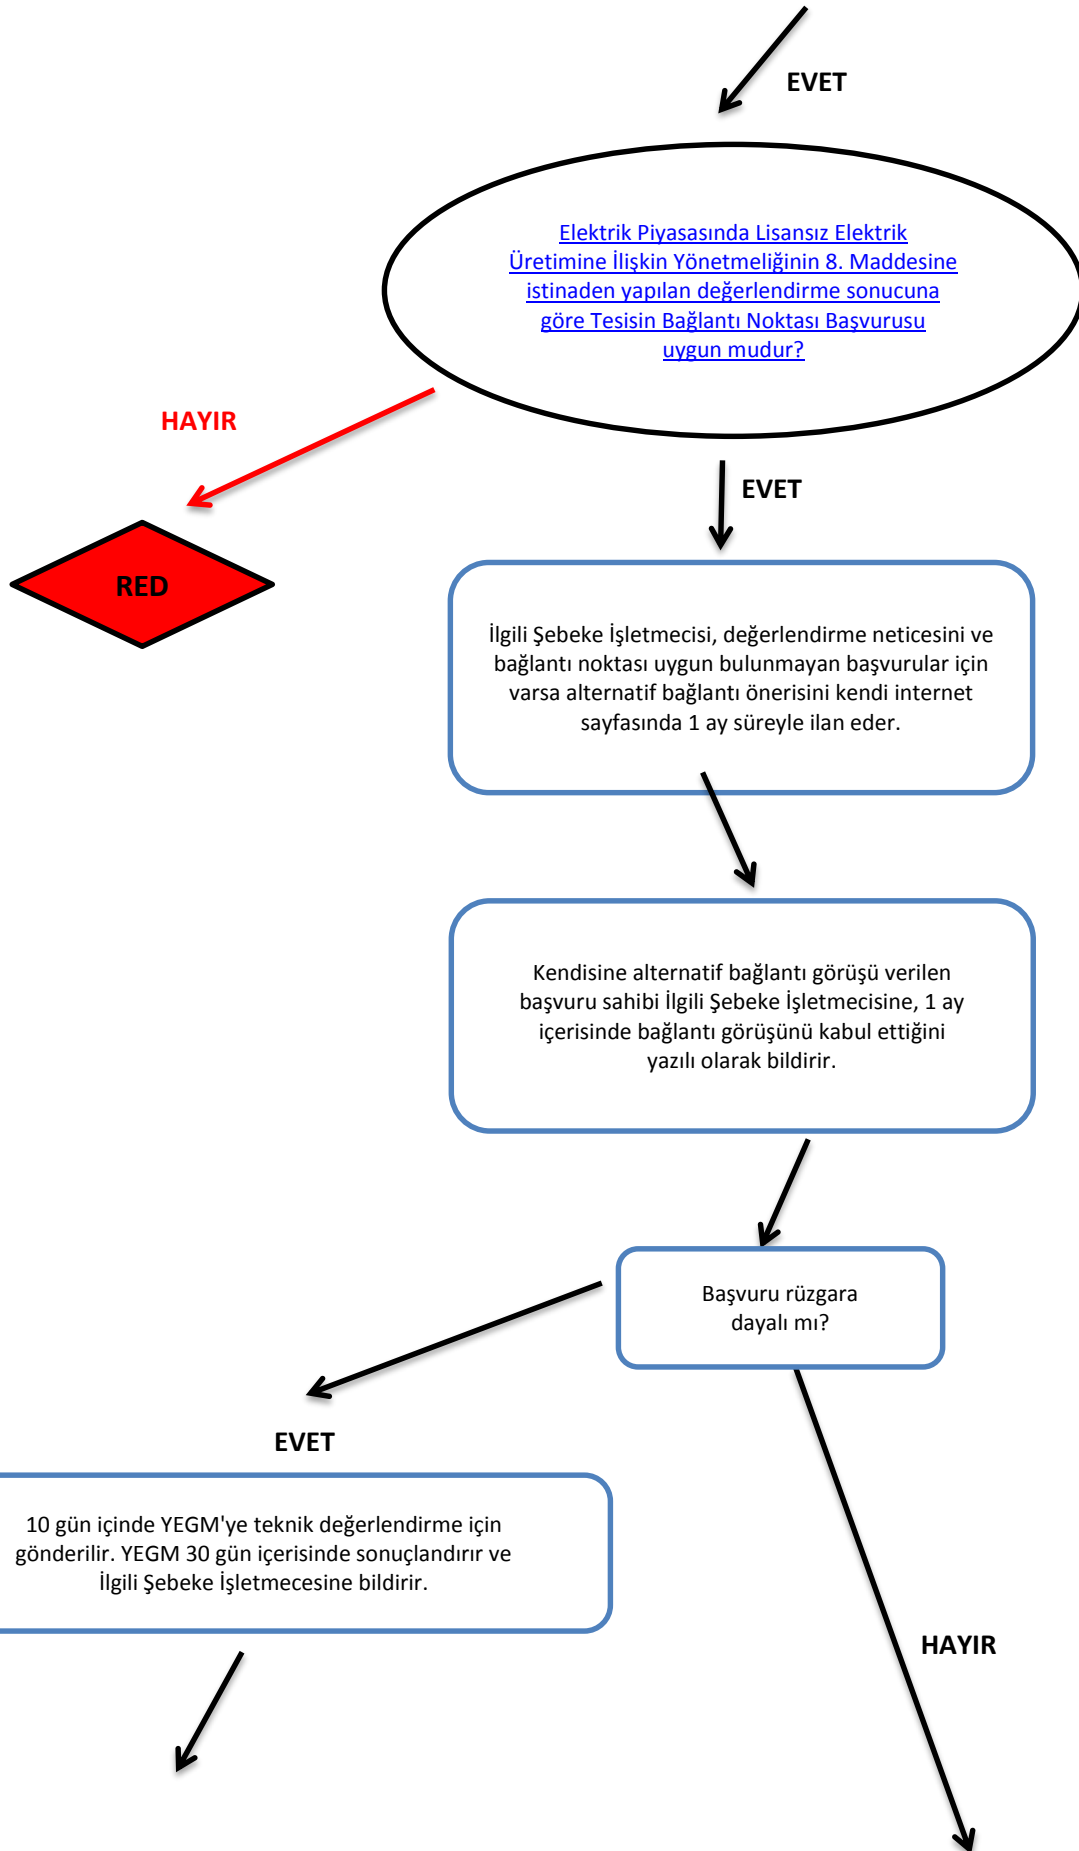 EVET
Elektrik Piyasasında Lisansız Elektrik
Üretimine İlişkin Yönetmeliğinin 8. Maddesine
istinaden yapılan değerlendirme sonucuna
göre Tesisin Bağlantı Noktası Başvurusu
uygun mudur?
HAYIR
EVET
RED
İlgili Şebeke İşletmecisi, değerlendirme neticesini ve
bağlantı noktası uygun bulunmayan başvurular için
varsa alternatif bağlantı önerisini kendi internet
sayfasında 1 ay süreyle ilan eder.
Kendisine alternatif bağlantı görüşü verilen
başvuru sahibi İlgili Şebeke İşletmecisine, 1 ay
içerisinde bağlantı görüşünü kabul ettiğini
yazılı olarak bildirir.
Başvuru rüzgara
dayalı mı?
EVET
10 gün içinde YEGM'ye teknik değerlendirme için
gönderilir. YEGM 30 gün içerisinde sonuçlandırır ve
İlgili Şebeke İşletmecesine bildirir.
HAYIR